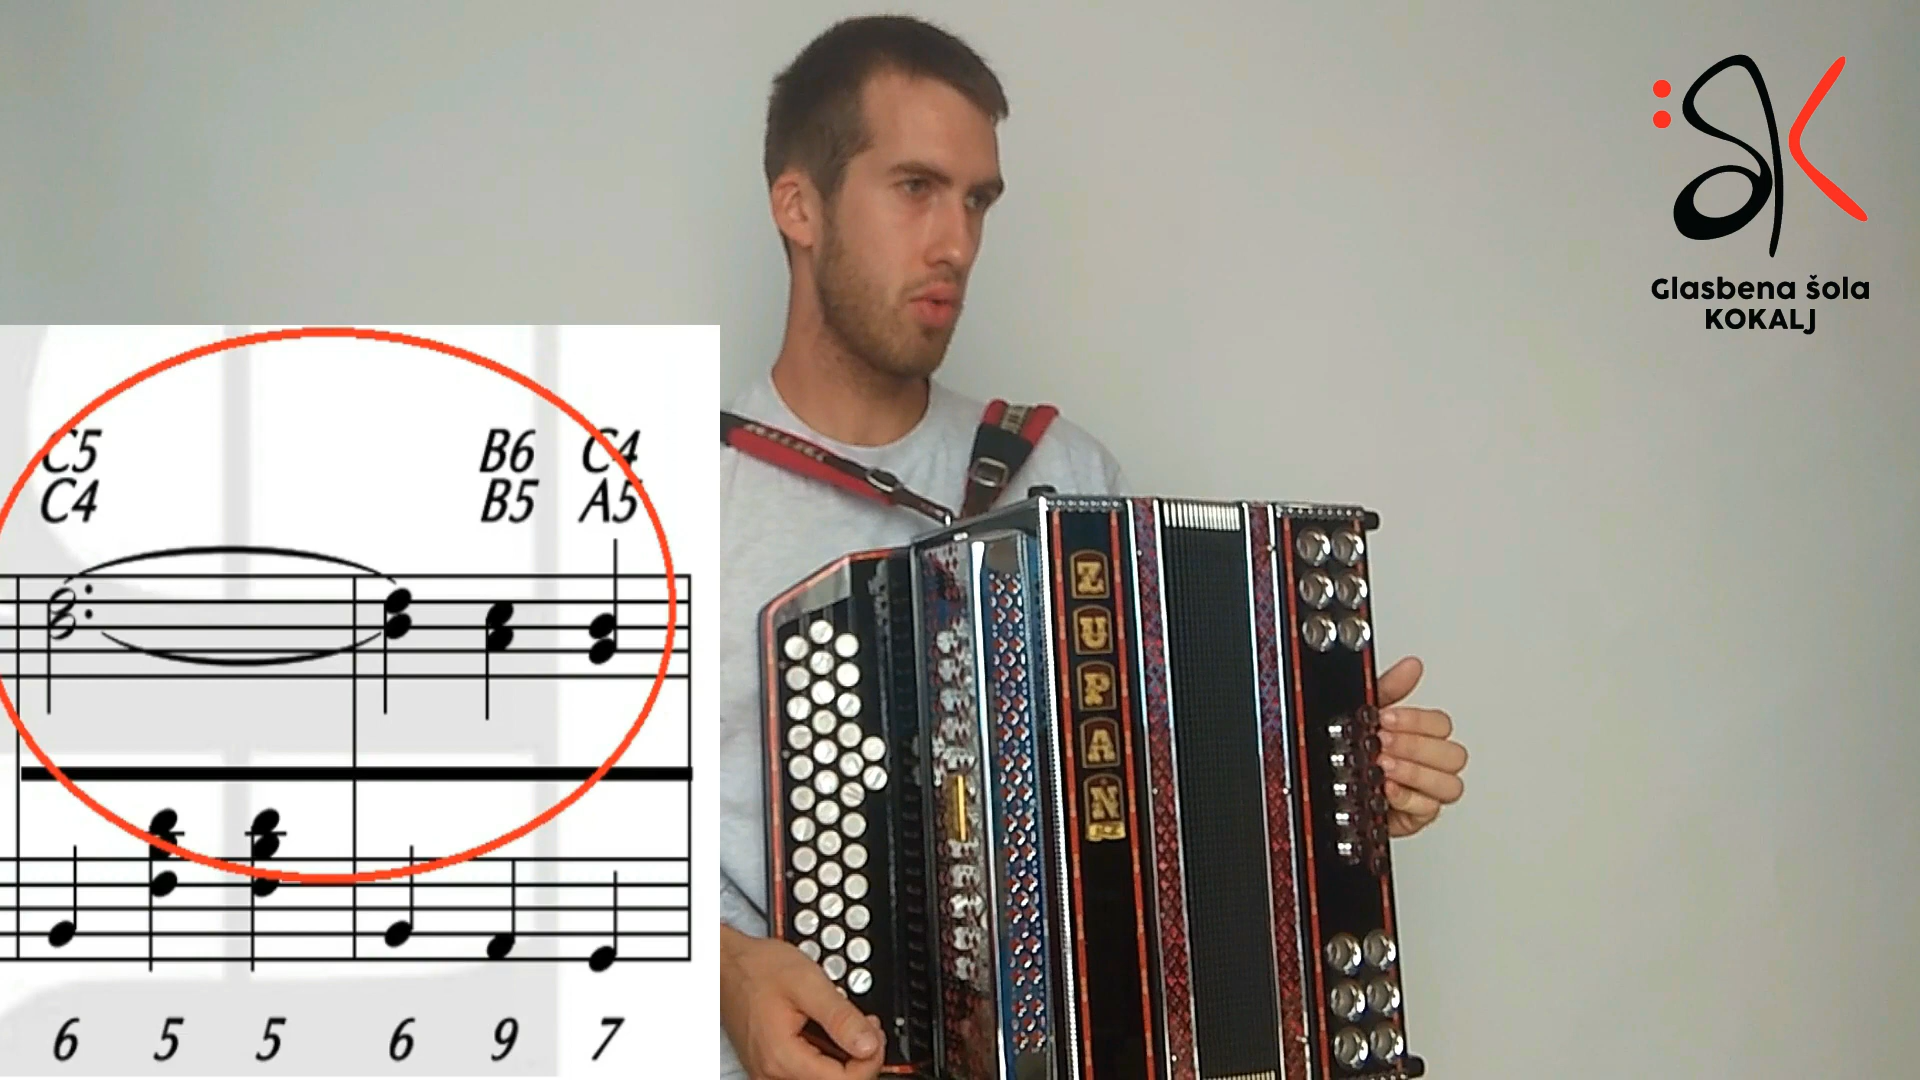 Glasbena šola
KOKALJ
C5 B6 C4
C4 B5 A5
ZUPAN
6 5 5 6 9 7